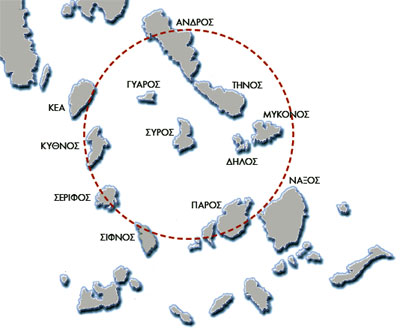 ΑΝΔΡΟΣ
ΓΥΑΡΟΣ
ΤΗΝΟΣ
ΚΕΑ
ΜΥΚΟΝΟΣ
ΣΥΡΟΣ
ΚΥΘΝΟΣ
ΔΗΛΟΣ
ΝΑΞΟΣ
ΣΕΡΙΦΟΣ
ΠΑΡΟΣ
ΣΙΦΝΟΣ